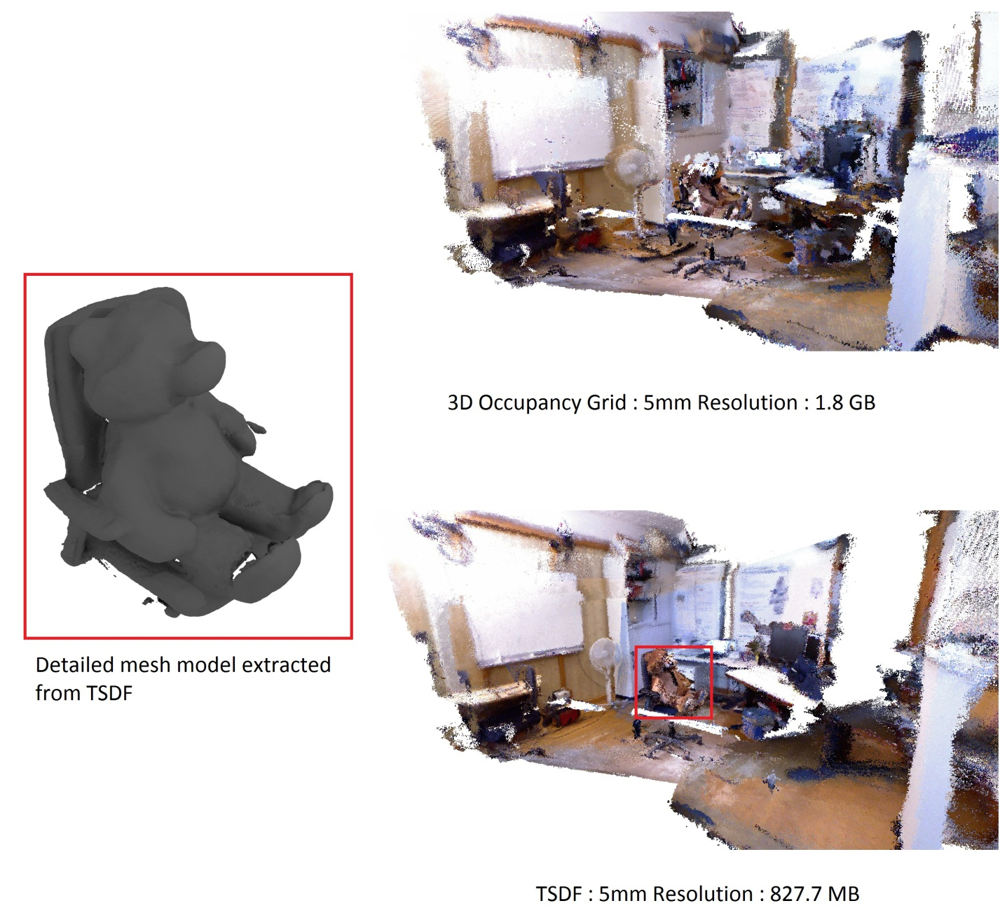 3D Occupancy Grid : 5mm Resolution : 1.8 GB
Detailed mesh model extracted
from TSDF
TSDF : 5mm Resolution : 827.7 MB